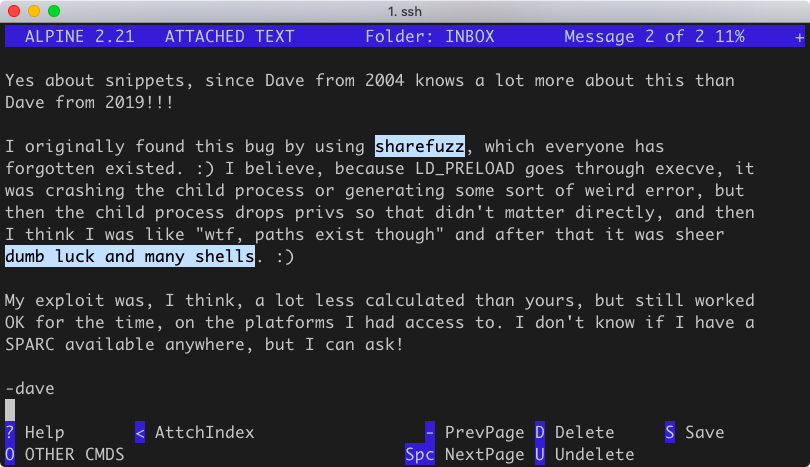 1. ssh
ALPINE 2.21   ATTACHED TEXT   Folder: INBOX   Message 2 of 2 11%   +
Yes about snippets, since Dave from 2004 knows a lot more about this than
Dave from 2019!!!
I originally found this bug by using sharefuzz, which everyone has
forgotten existed. :) I believe, because LD_PRELOAD goes through execve, it
was crashing the child process or generating some sort of weird error, but
then the child process drops privs so that didn't matter directly, and then
I think I was like "wtf, paths exist though" and after that it was sheer
dumb luck and many shells. :)
My exploit was, I think, a lot less calculated than yours, but still worked
OK for the time, on the platforms I had access to. I don't know if I have a
SPARC available anywhere, but I can ask!
-dave
? Help   < AttchIndex   - PrevPage   D Delete   S Save
O OTHER CMDS   Spc NextPage   U Undelete